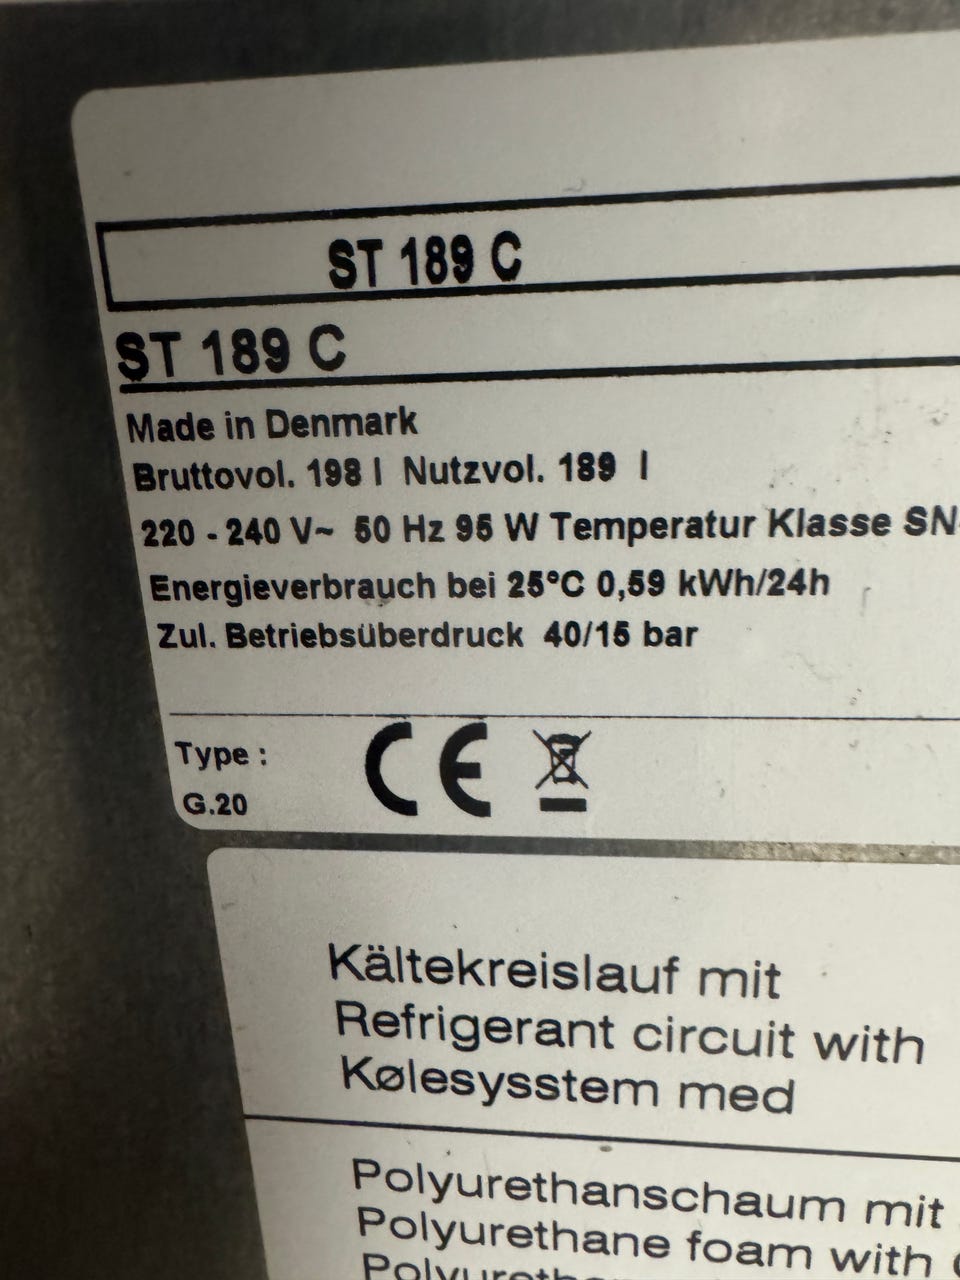 ST 189 C
ST 189 C
Made in Denmark
Bruttovol. 198 l Nutzvol. 189 l
220 - 240 V~ 50 Hz 95 W Temperatur Klasse SN-
Energieverbrauch bei 25°C 0,59 kWh/24h
Zul. Betriebsüberdruck 40/15 bar
Type :
CE
G.20
Kältekreislauf mit
Refrigerant circuit with
Kølesysstem med
Polyurethanschaum mit
Polyurethane foam with